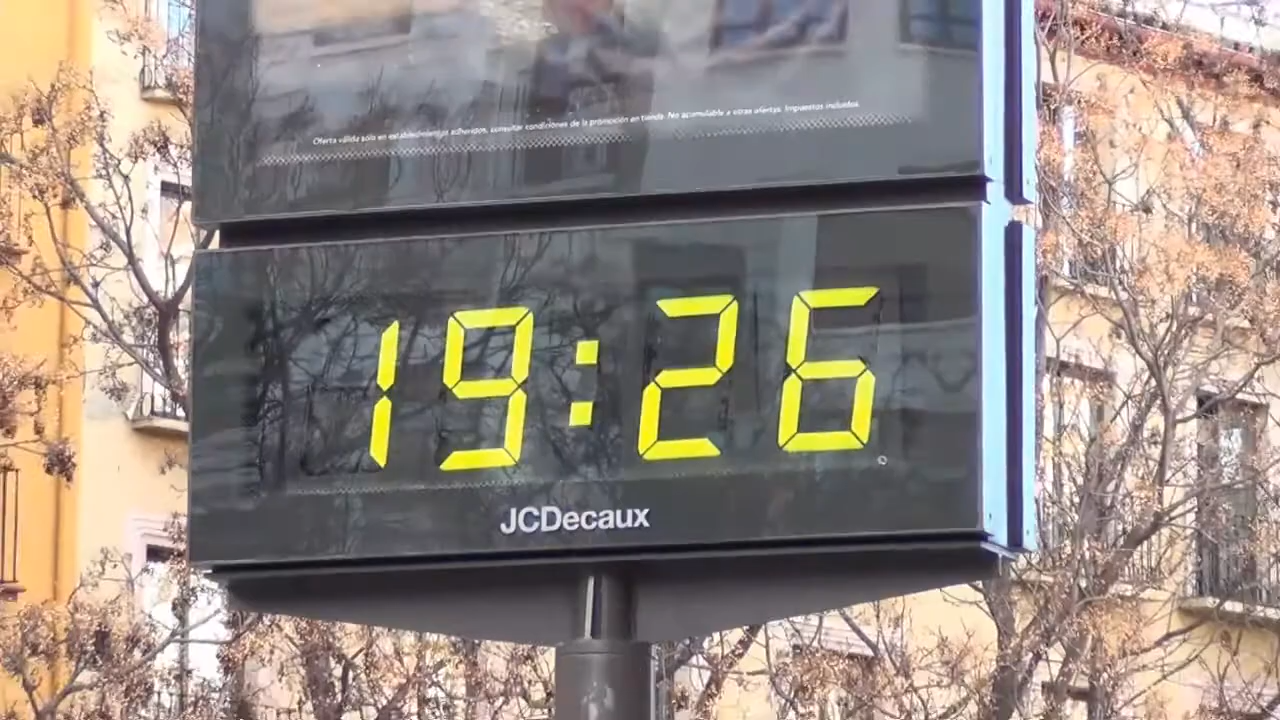 Oferta válida sólo en establecimientos adheridos, consultar condiciones de la promoción en tienda. No acumulable a otras ofertas. Impuestos incluidos.
19:26
JCDecaux